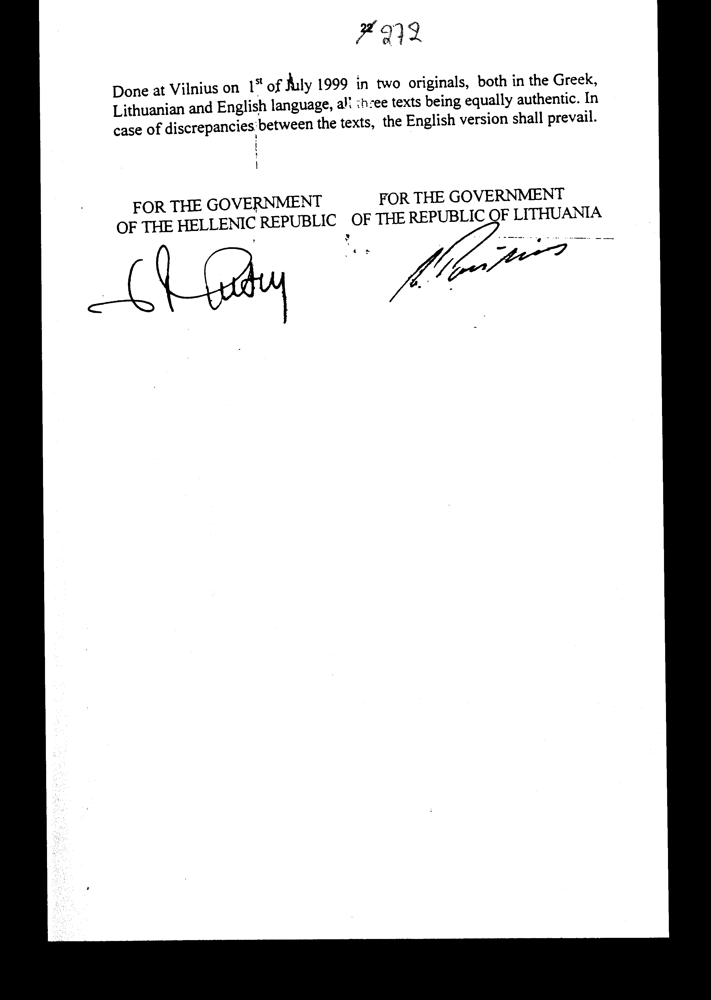 22 272
Done at Vilnius on 1st of July 1999 in two originals, both in the Greek,
Lithuanian and English language, all three texts being equally authentic. In
case of discrepancies between the texts, the English version shall prevail.
FOR THE GOVERNMENT
OF THE HELLENIC REPUBLIC
FOR THE GOVERNMENT
OF THE REPUBLIC OF LITHUANIA